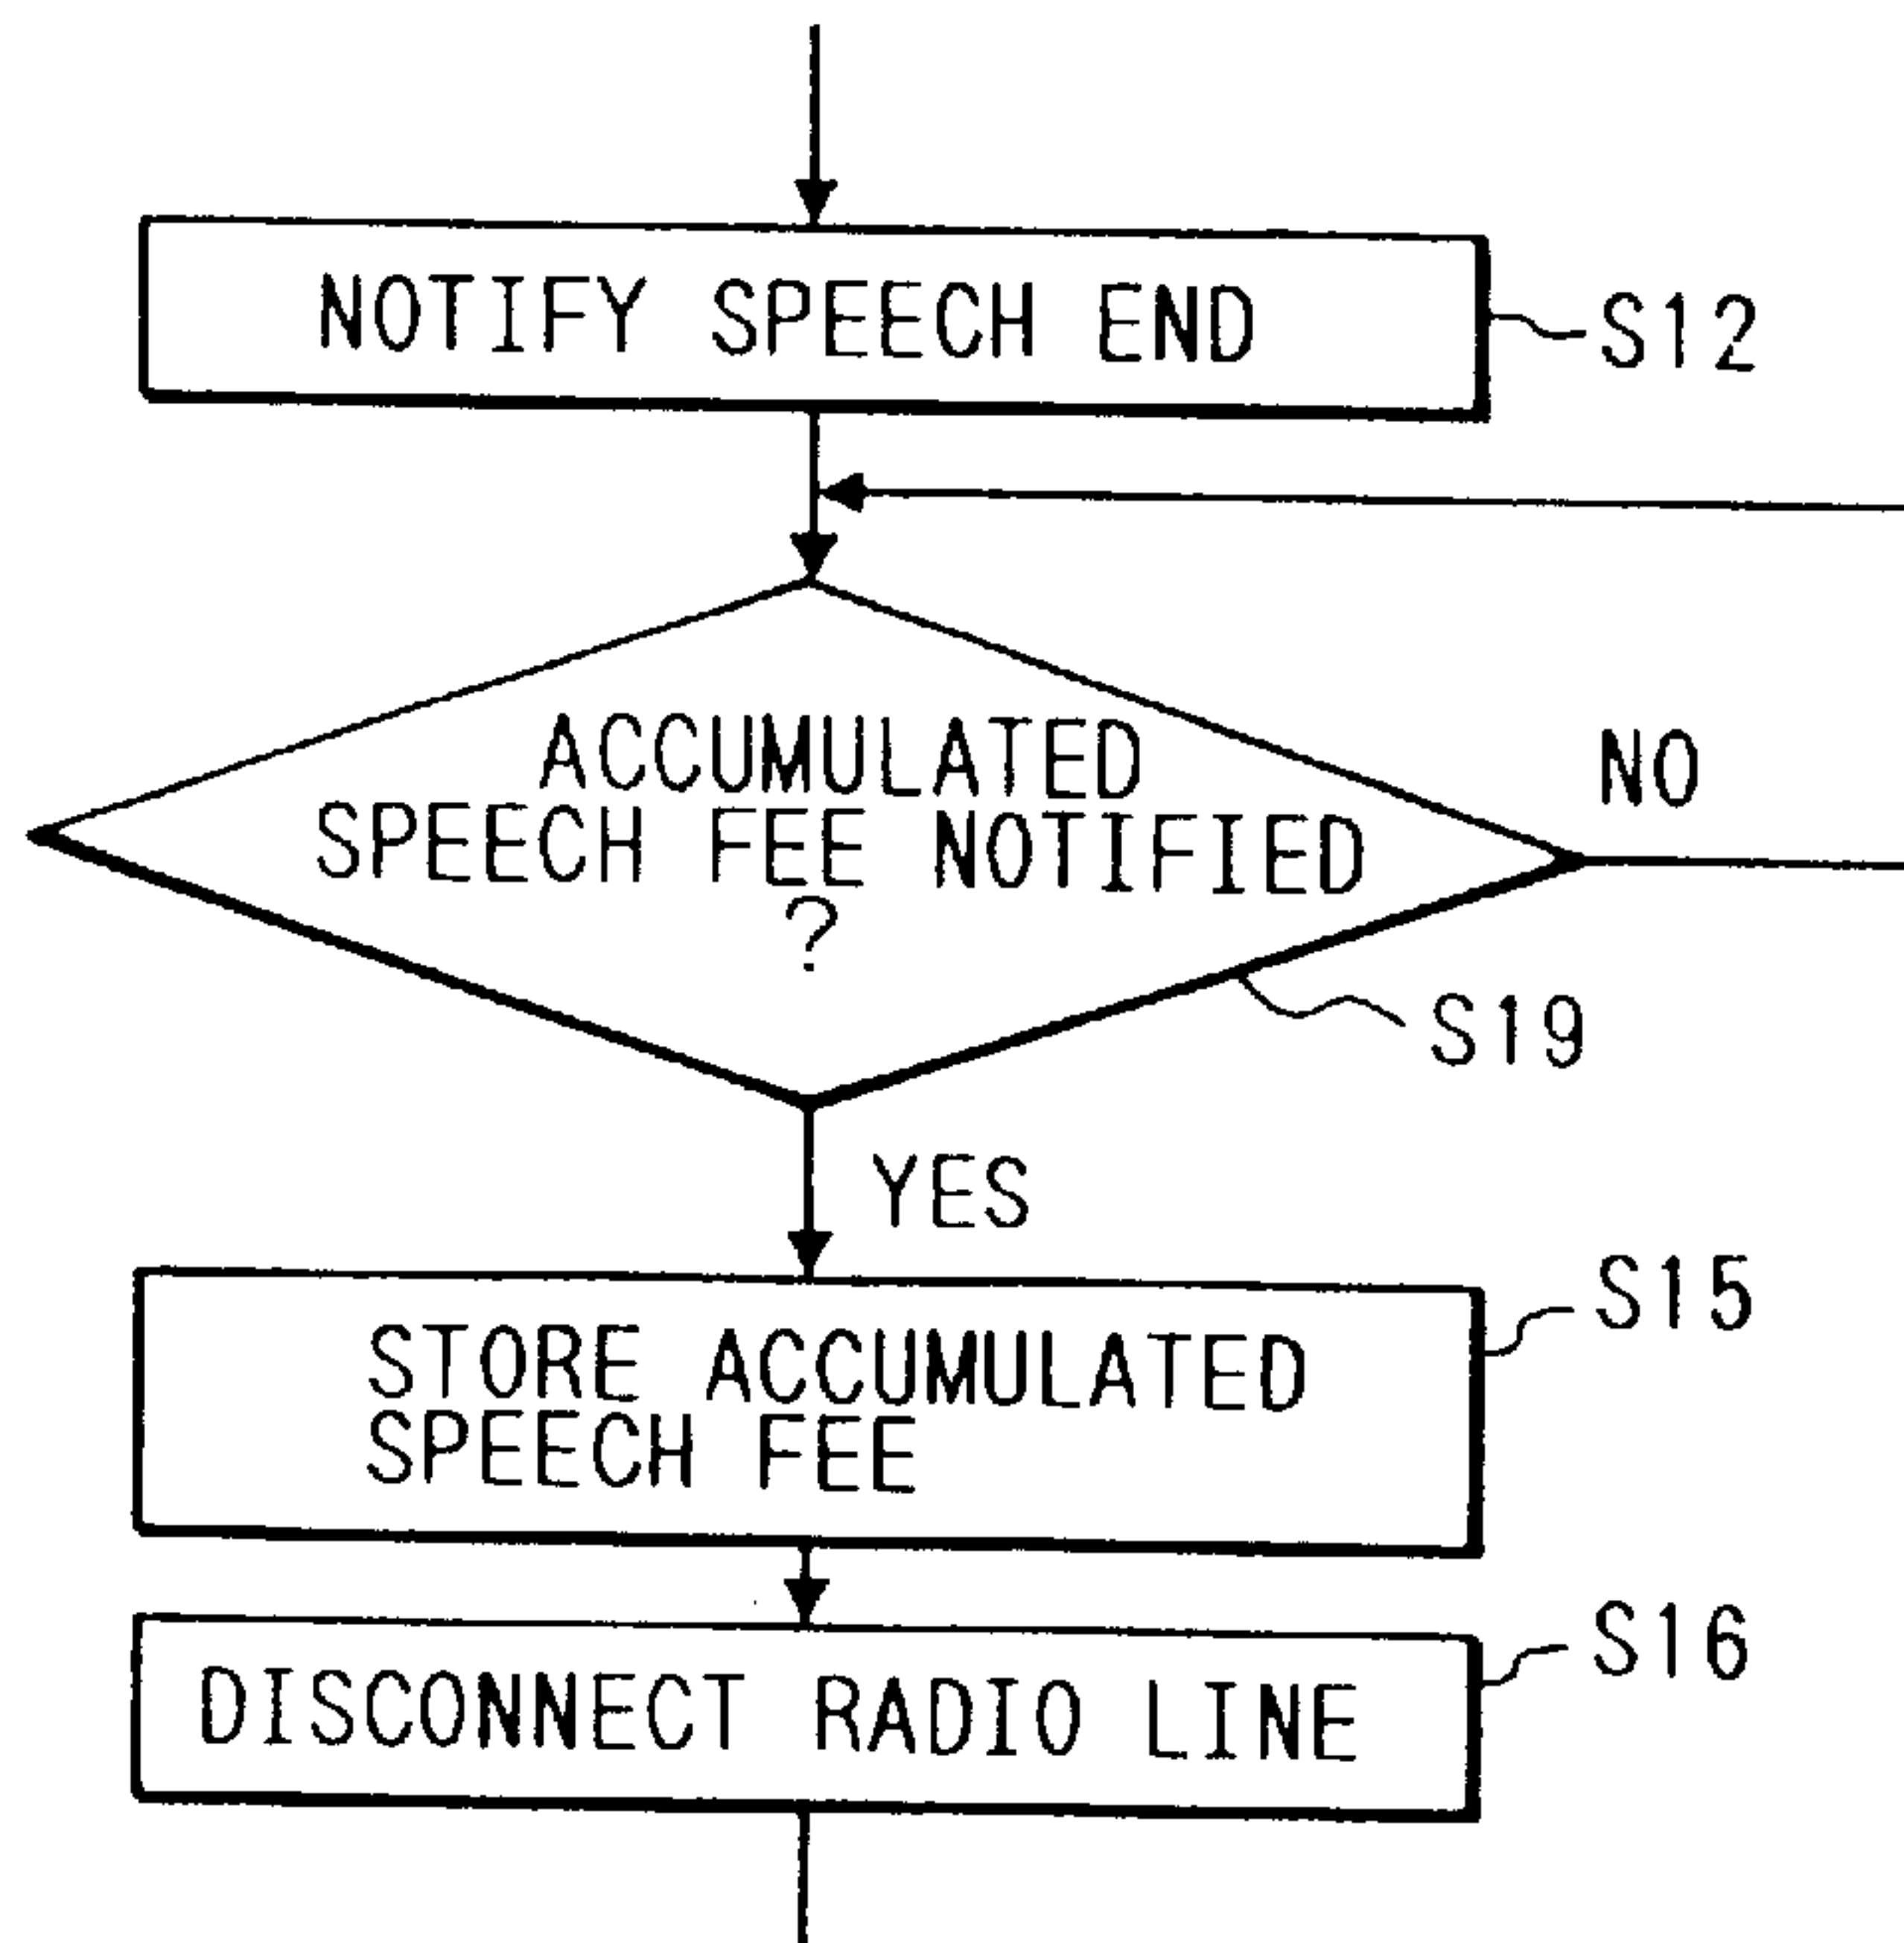 NOTIFY SPEECH END
S12
ACCUMULATED
SPEECH FEE NOTIFIED
?
NO
S19
YES
S15
STORE ACCUMULATED
SPEECH FEE
S16
DISCONNECT RADIO LINE